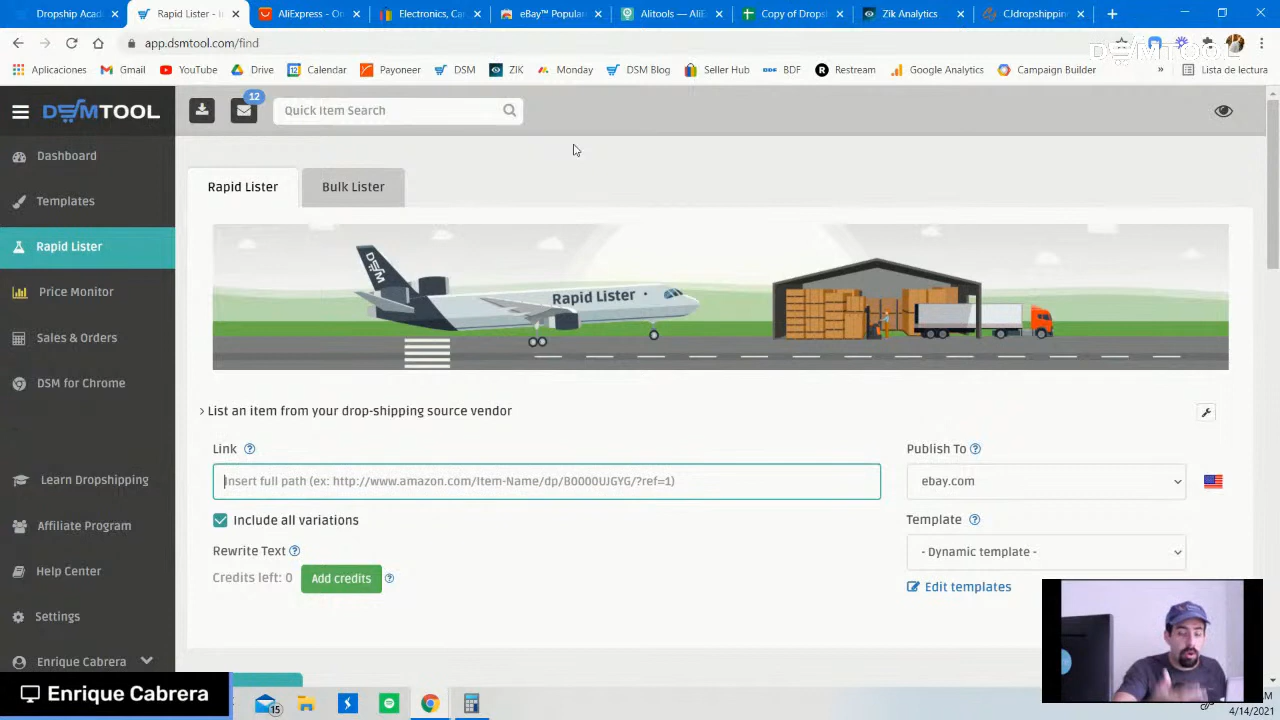 Dropship Academ
Rapid Lister -
AliExpress - On
Electronics, Car
eBay™ Popular
Alitools — AliE
Copy of Dropsh
Zik Analytics
CJdropshippin
app.dsmtool.com/find
DSMTOOL
Aplicaciones
Gmail
YouTube
Drive
Calendar
Payoneer
DSM
ZIK
Monday
DSM Blog
Seller Hub
BDF
Restream
Google Analytics
Campaign Builder
»
Lista de lectura
DSMTOOL
12
Quick Item Search
Dashboard
Templates
Rapid Lister
Price Monitor
Sales & Orders
DSM for Chrome
Learn Dropshipping
Affiliate Program
Help Center
Settings
Enrique Cabrera
Rapid Lister
Bulk Lister
DSM
Rapid Lister
List an item from your drop-shipping source vendor
Link
Insert full path (ex: http://www.amazon.com/Item-Name/dp/B0000UJGYG/?ref=1)
Include all variations
Rewrite Text
Credits left: 0
Add credits
Publish To
ebay.com
Template
- Dynamic template -
Edit templates
Enrique Cabrera
15
4/14/2021